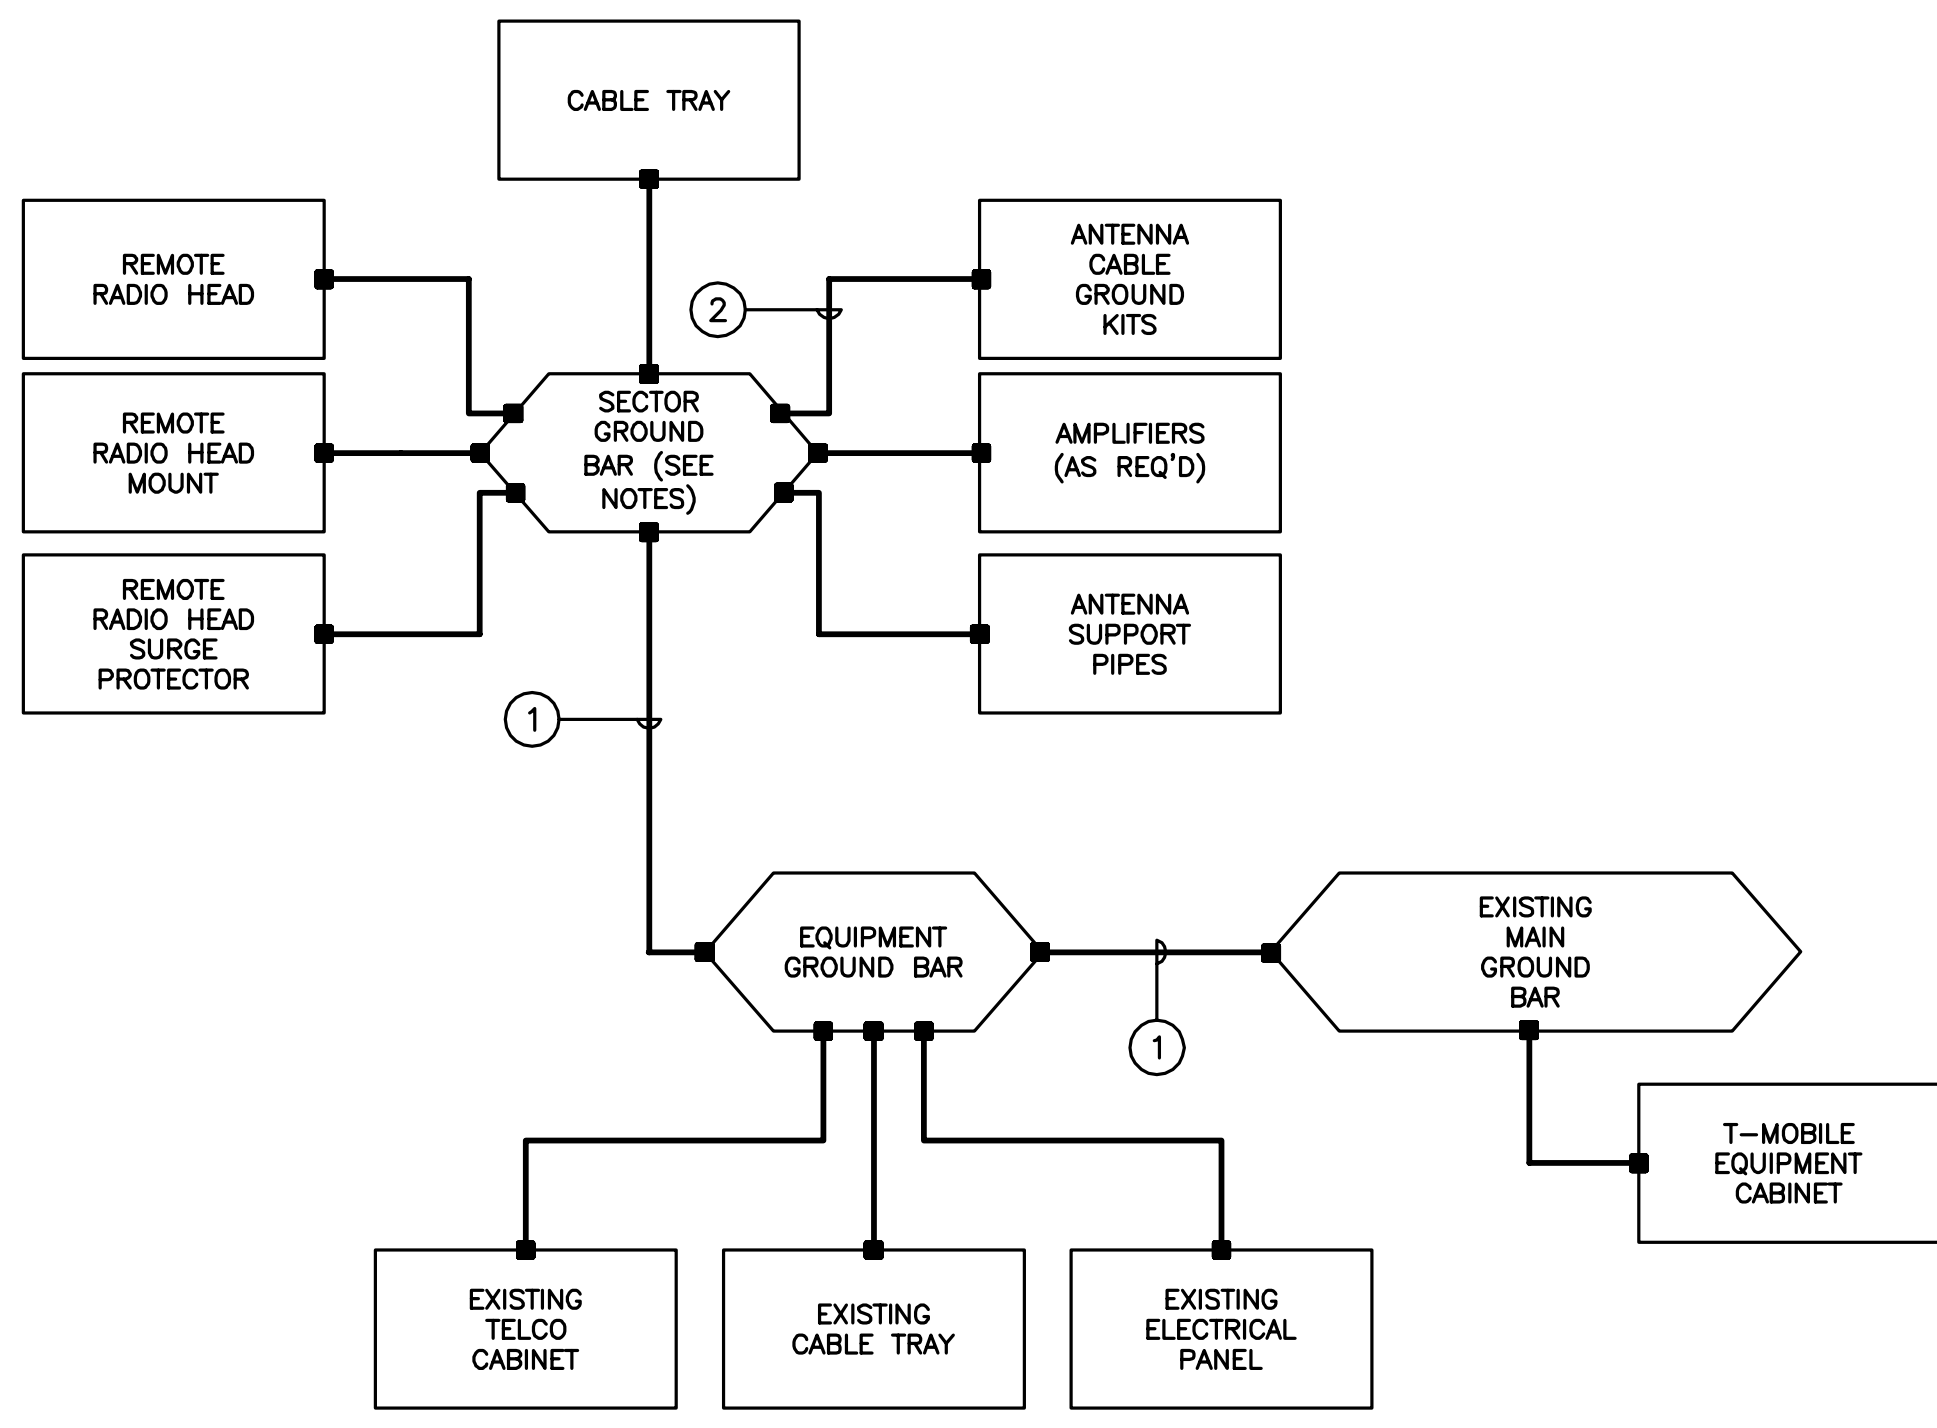 CABLE TRAY
REMOTE
RADIO HEAD
ANTENNA
CABLE
GROUND
KITS
2
REMOTE
RADIO HEAD
MOUNT
SECTOR
GROUND
BAR (SEE
NOTES)
AMPLIFIERS
(AS REQ'D)
REMOTE
RADIO HEAD
SURGE
PROTECTOR
ANTENNA
SUPPORT
PIPES
1
EQUIPMENT
GROUND BAR
EXISTING
MAIN
GROUND
BAR
1
T-MOBILE
EQUIPMENT
CABINET
EXISTING
TELCO
CABINET
EXISTING
CABLE TRAY
EXISTING
ELECTRICAL
PANEL